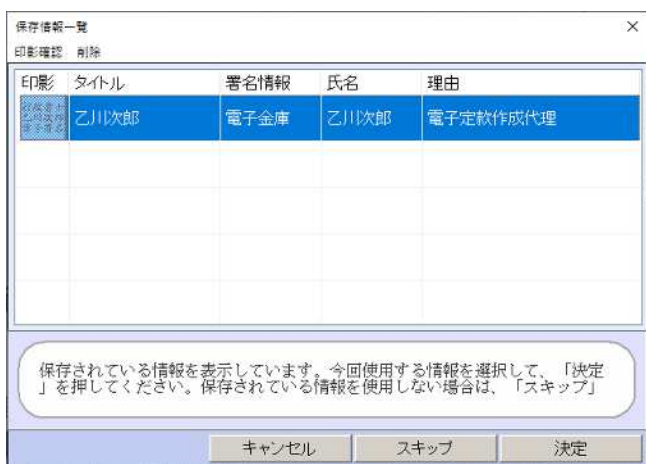 保存情報一覧
印影確認 削除
印影 タイトル 署名情報 氏名 理由
乙川次郎 電子金庫 乙川次郎 電子定款作成代理
保存されている情報を表示しています。今回使用する情報を選択して、「決定
」を押してください。保存されている情報を使用しない場合は、「スキップ」
キャンセル スキップ 決定